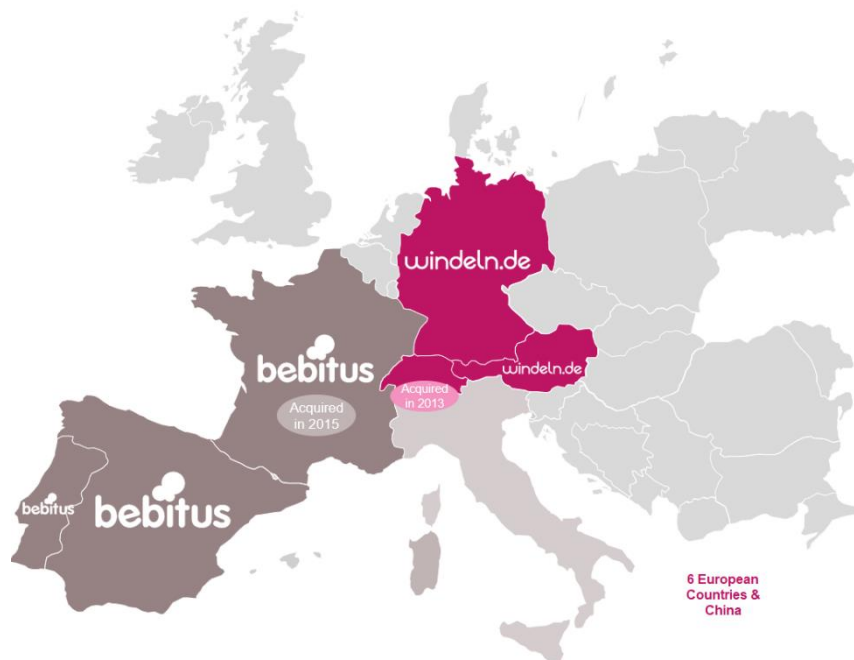 windeln.de
bebitus
windeln.de
Acquired
in 2013
Acquired
in 2015
bebitus
bebitus
6 European
Countries &
China